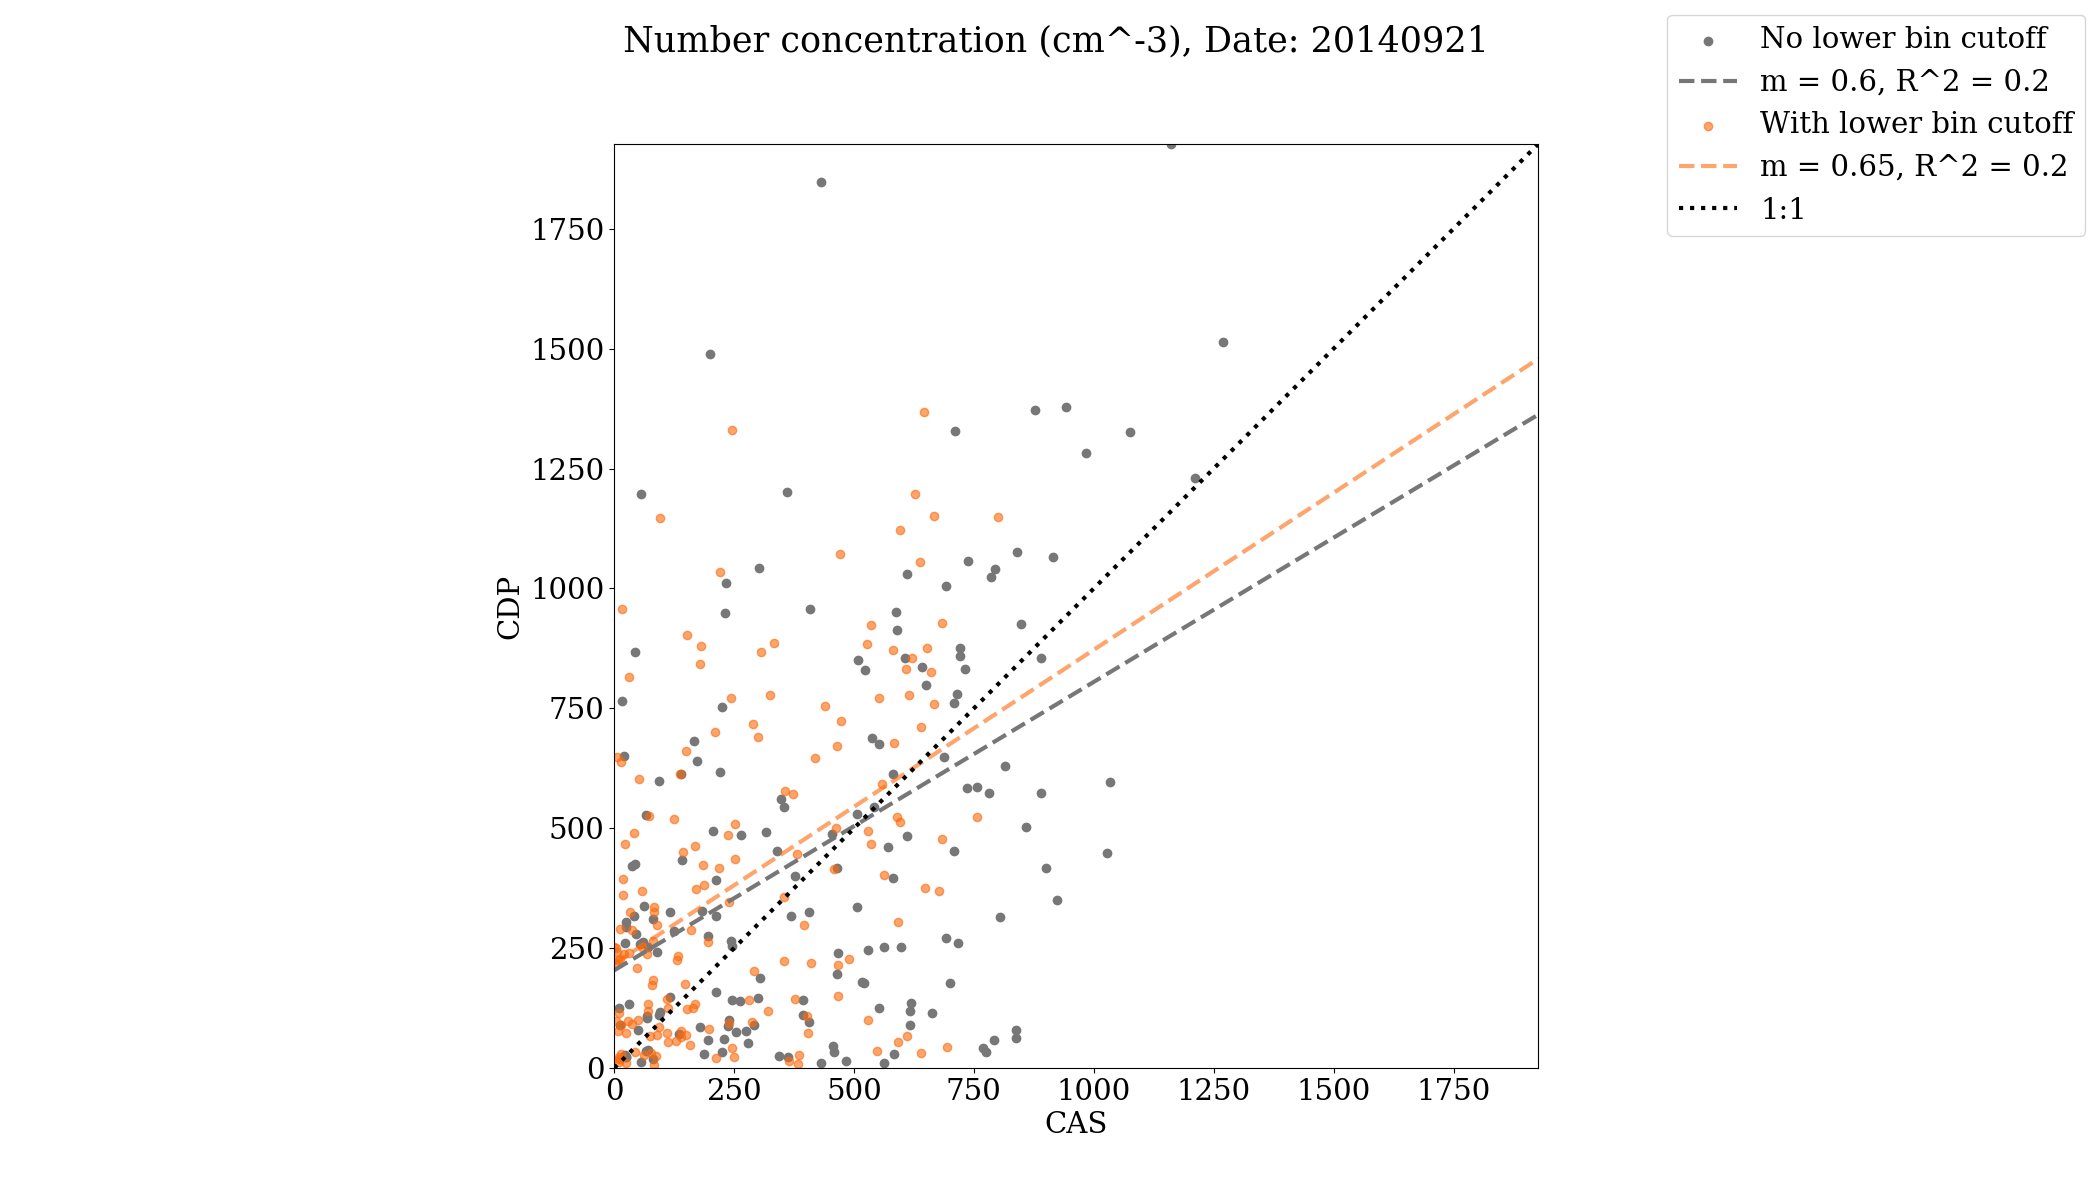 Number concentration (cm^-3), Date: 20140921
No lower bin cutoff
m = 0.6, R^2 = 0.2
With lower bin cutoff
m = 0.65, R^2 = 0.2
1:1
1750
1500
1250
1000
750
500
250
0
CDP
0 250 500 750 1000 1250 1500 1750
CAS